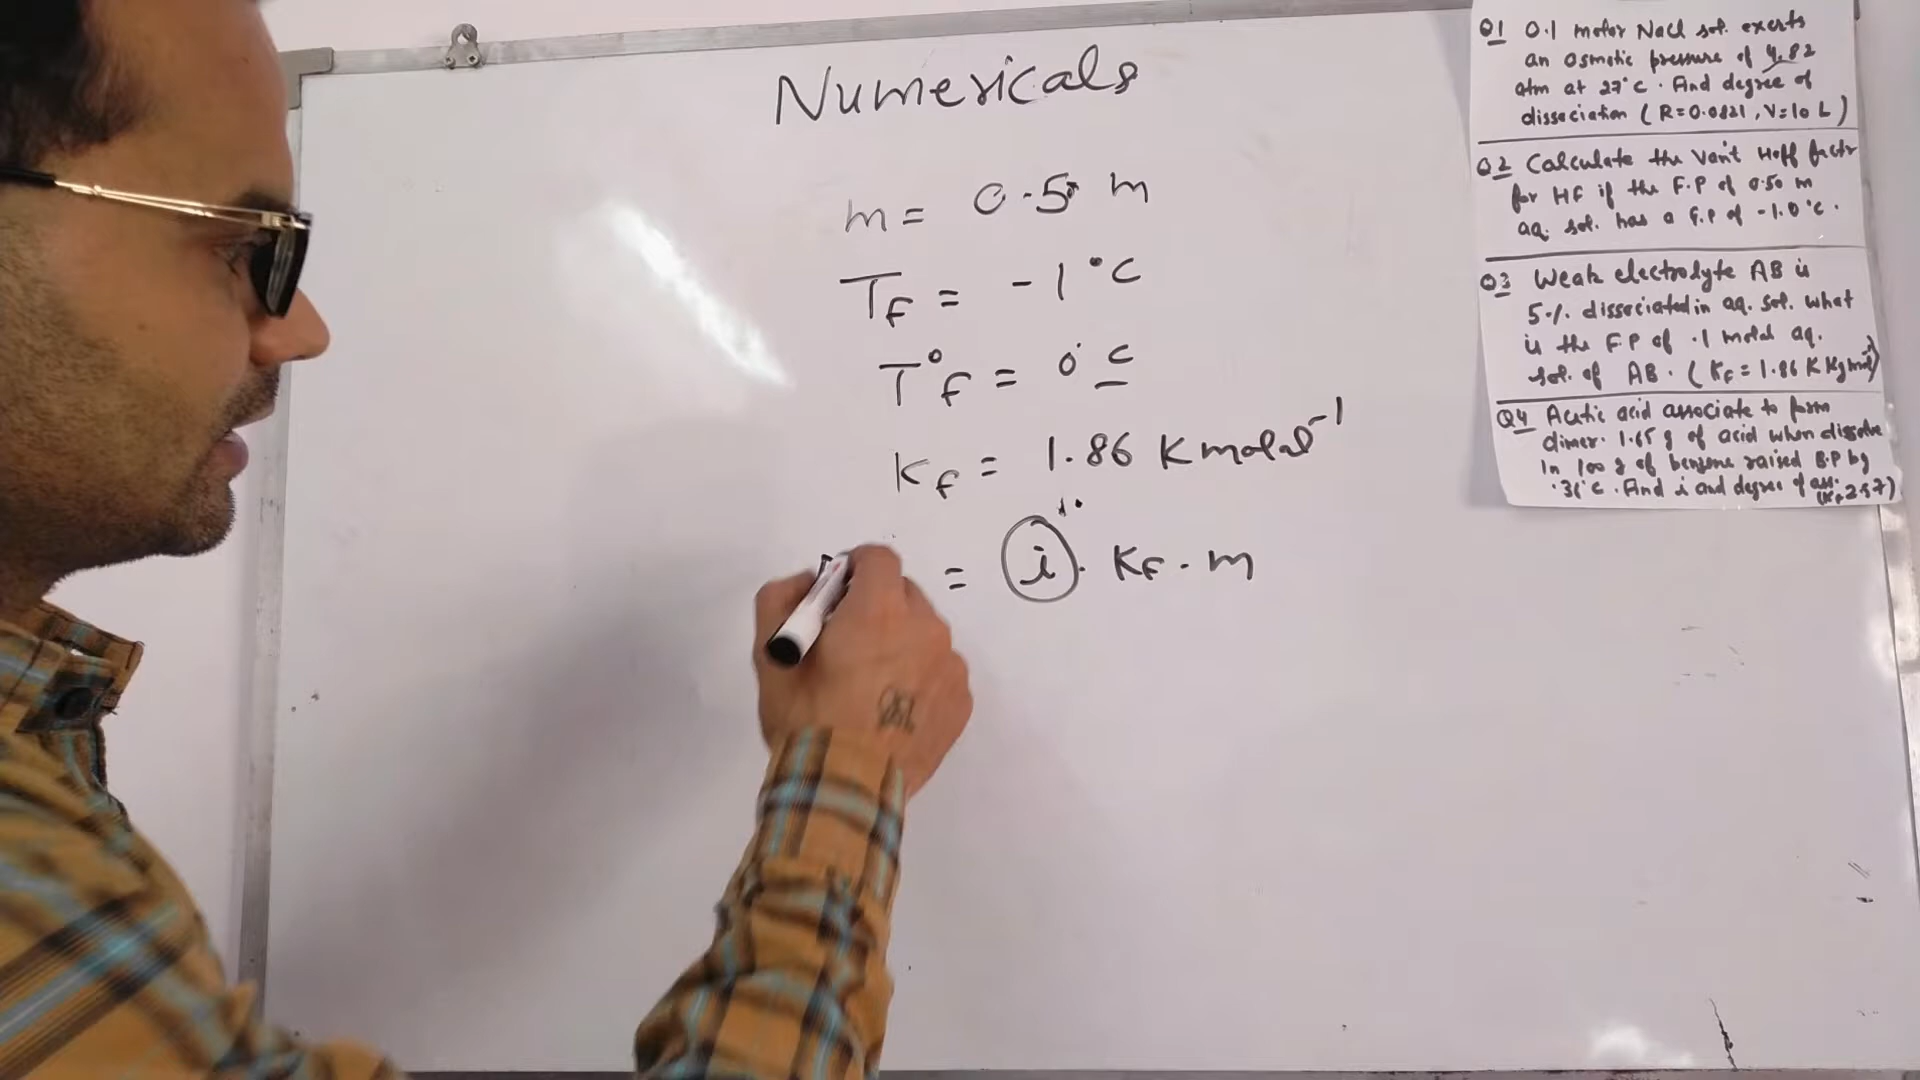 Numericals
m = 0.5 m
Tf = -1 °C
T°f = 0 °C
Kf = 1.86 K molal⁻¹
= i . Kf . m
Q1 0.1 molar NaCl sol. exerts
an osmotic pressure of 4.82
atm at 27°C. Find degree of
dissociation (R=0.0821, V=10 L)
Q2 Calculate the Van't Hoff factr
for HF if the F.P of 0.50 m
aq. sol. has a F.P of -1.0°C.
Q3 Weak electrolyte AB is
5% dissociated in aq. sol. what
is the F.P of .1 molal aq.
sol. of AB. (Kf = 1.86 K Kg mol⁻¹)
Q4 Acetic acid associate to form
dimer. 1.65 g of acid when dissolve
in 100 g of benzene raised B.P by
.36°C. Find i and degree of ass.